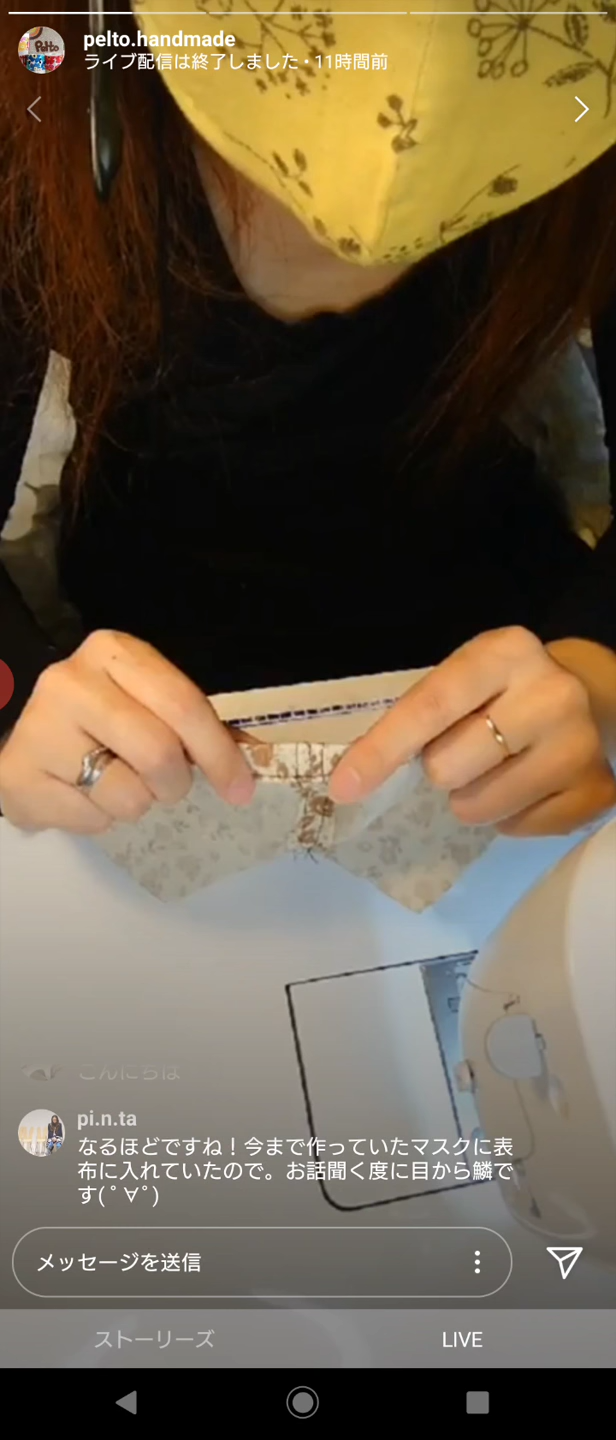 pelto.handmade
ライブ配信は終了しました・11時間前
Pelto
こんにちは
pi.n.ta
なるほどですね！今まで作っていたマスクに表
布に入れていたので。お話聞く度に目から鱗で
す( ﾟ∀ﾟ)
メッセージを送信
ストーリーズ
LIVE